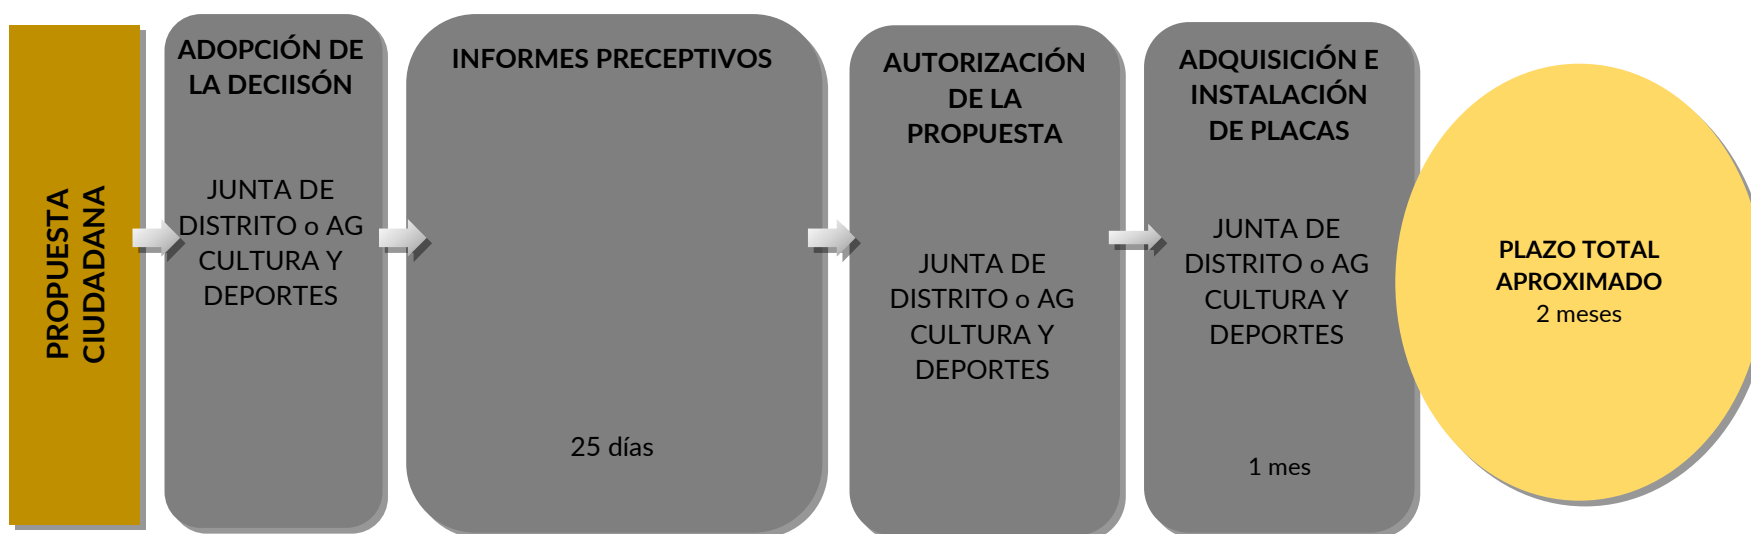 PROPUESTA
CIUDADANA
ADOPCIÓN DE
LA DECIISÓN
JUNTA DE
DISTRITO o AG
CULTURA Y
DEPORTES
INFORMES PRECEPTIVOS
25 días
AUTORIZACIÓN
DE LA
PROPUESTA
JUNTA DE
DISTRITO o AG
CULTURA Y
DEPORTES
ADQUISICIÓN E
INSTALACIÓN
DE PLACAS
JUNTA DE
DISTRITO o AG
CULTURA Y
DEPORTES
1 mes
PLAZO TOTAL
APROXIMADO
2 meses